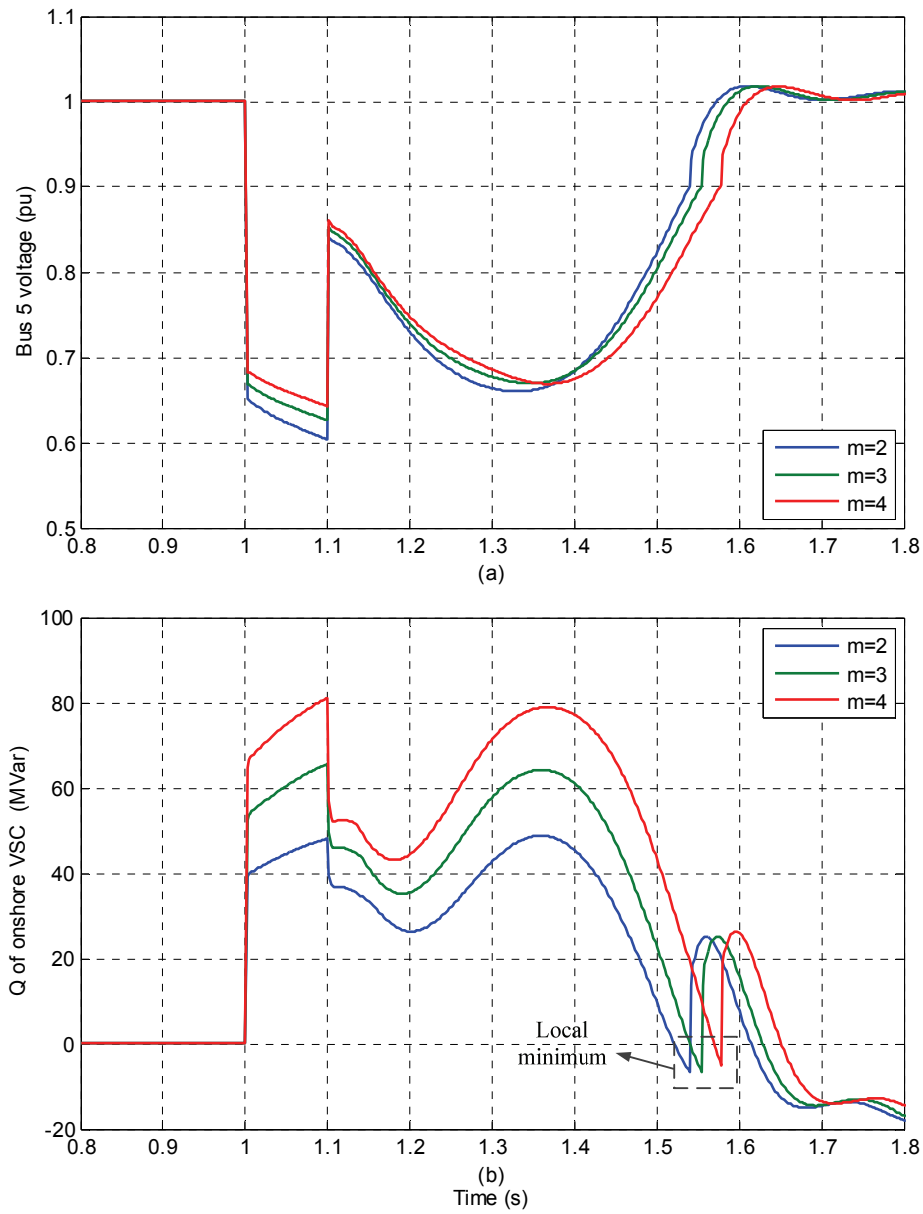 1.1
1
0.9
0.8
0.7
0.6
0.5
Bus 5 voltage (pu)
m=2
m=3
m=4
0.8 0.9 1 1.1 1.2 1.3 1.4 1.5 1.6 1.7 1.8
(a)
100
80
60
40
20
0
-20
Q of onshore VSC (MVar)
m=2
m=3
m=4
Local
minimum
0.8 0.9 1 1.1 1.2 1.3 1.4 1.5 1.6 1.7 1.8
(b)
Time (s)